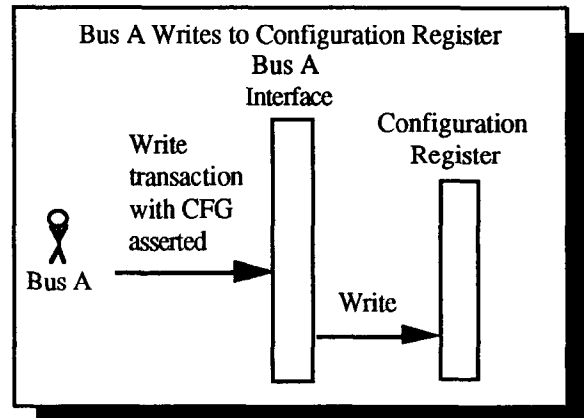 Bus A Writes to Configuration Register
Bus A
Interface
Configuration
Register
Write
transaction
with CFG
asserted
Bus A
Write